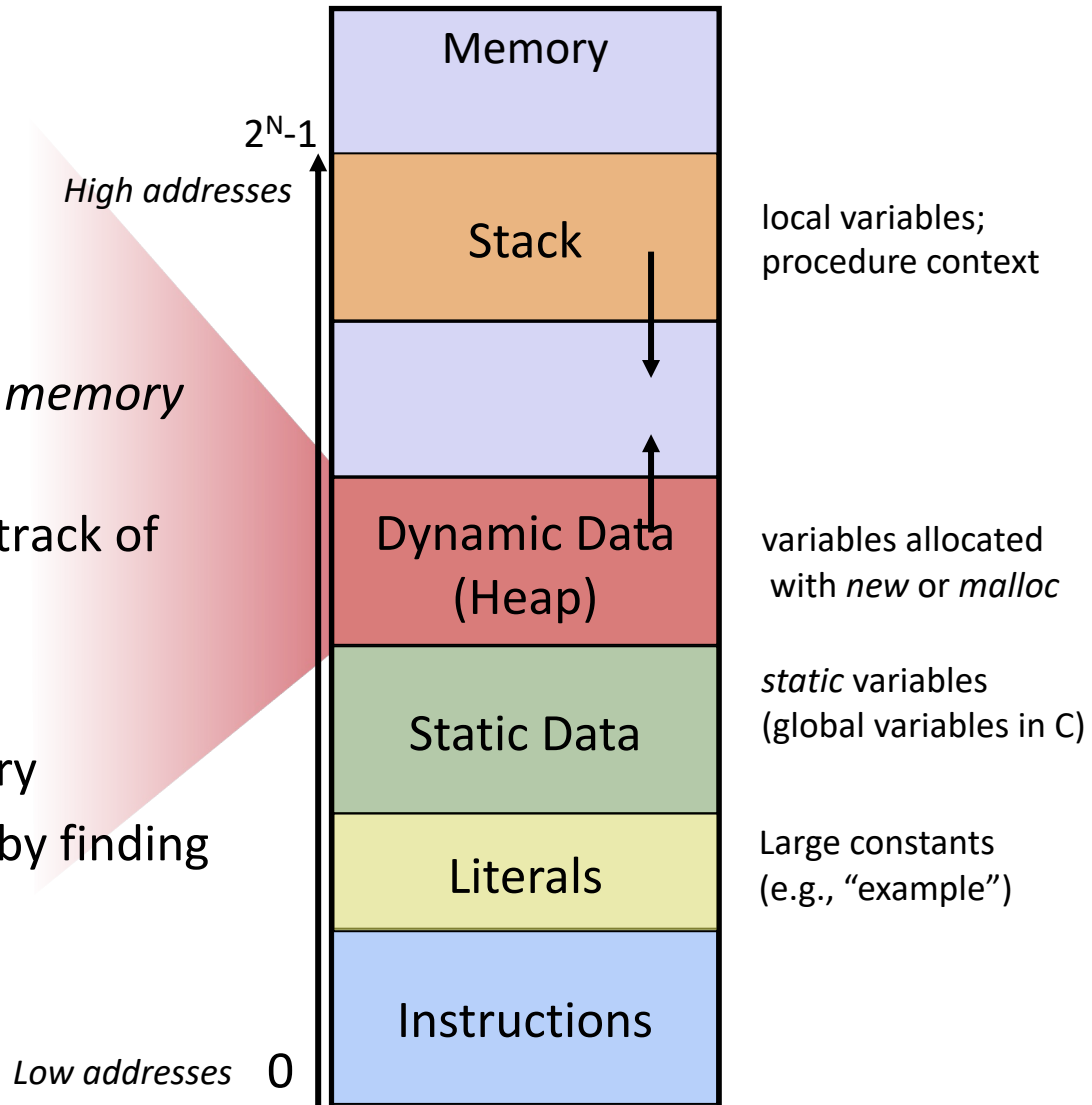 Memory
2ᴺ-1
High addresses
Stack
local variables;
procedure context
memory
track of
Dynamic Data
(Heap)
variables allocated
with new or malloc
static variables
(global variables in C)
Static Data
ry
by finding
Literals
Large constants
(e.g., “example”)
Instructions
Low addresses 0